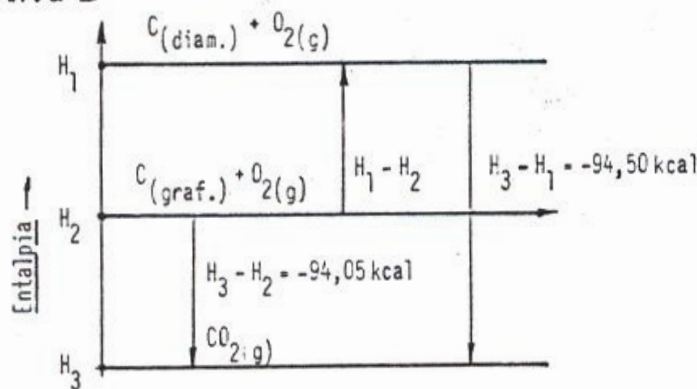 C(diam.) + O2(g)
H1
C(graf.) + O2(g)
H1 - H2
H3 - H1 = -94,50 kcal
Entalpia →
H2
H3 - H2 = -94,05 kcal
CO2(g)
H3